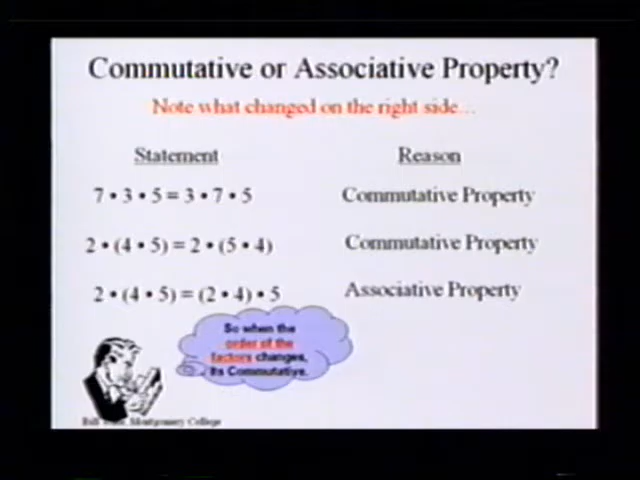 Commutative or Associative Property?
Note what changed on the right side...
Statement Reason
7 • 3 • 5 = 3 • 7 • 5 Commutative Property
2 • (4 • 5) = 2 • (5 • 4) Commutative Property
2 • (4 • 5) = (2 • 4) • 5 Associative Property
So when the
order of the
factors changes,
its Commutative.
Montgomery College